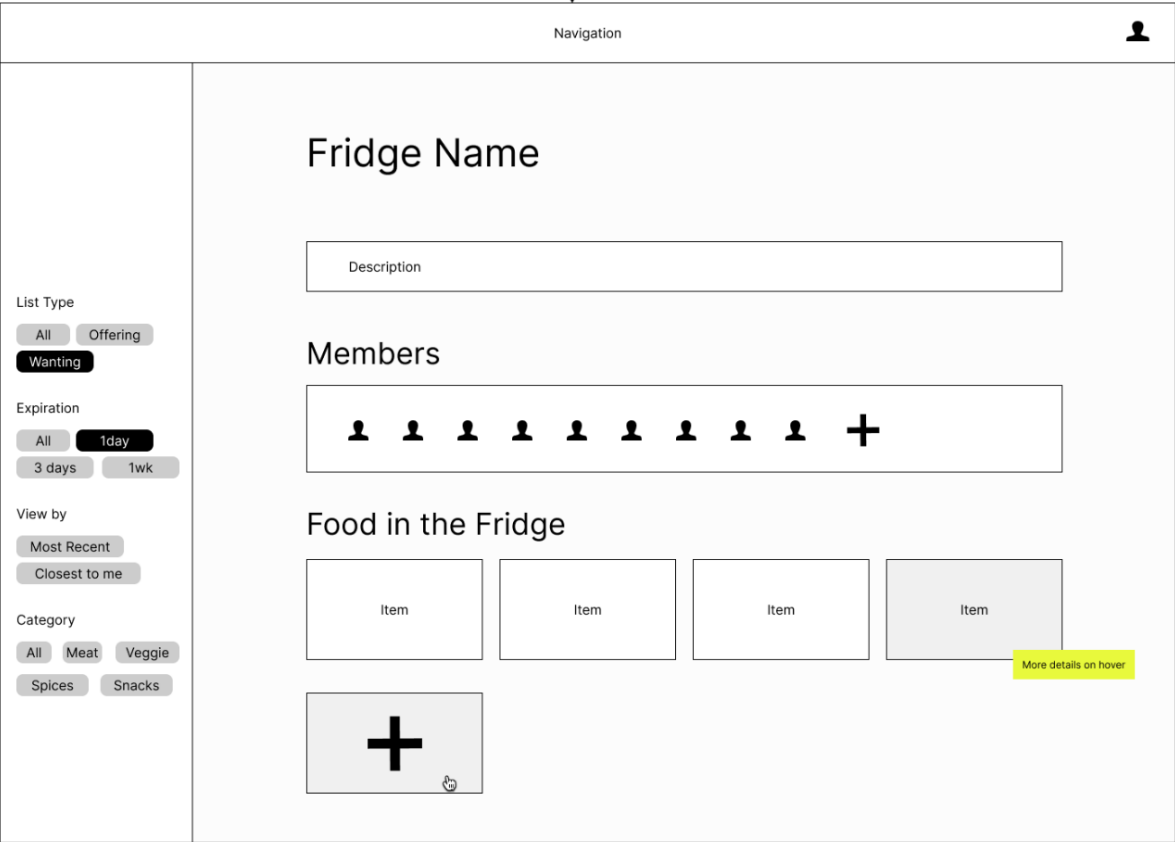 Navigation
List Type
All Offering
Wanting
Expiration
All 1day
3 days 1wk
View by
Most Recent
Closest to me
Category
All Meat Veggie
Spices Snacks
Fridge Name
Description
Members
Food in the Fridge
Item Item Item Item
More details on hover